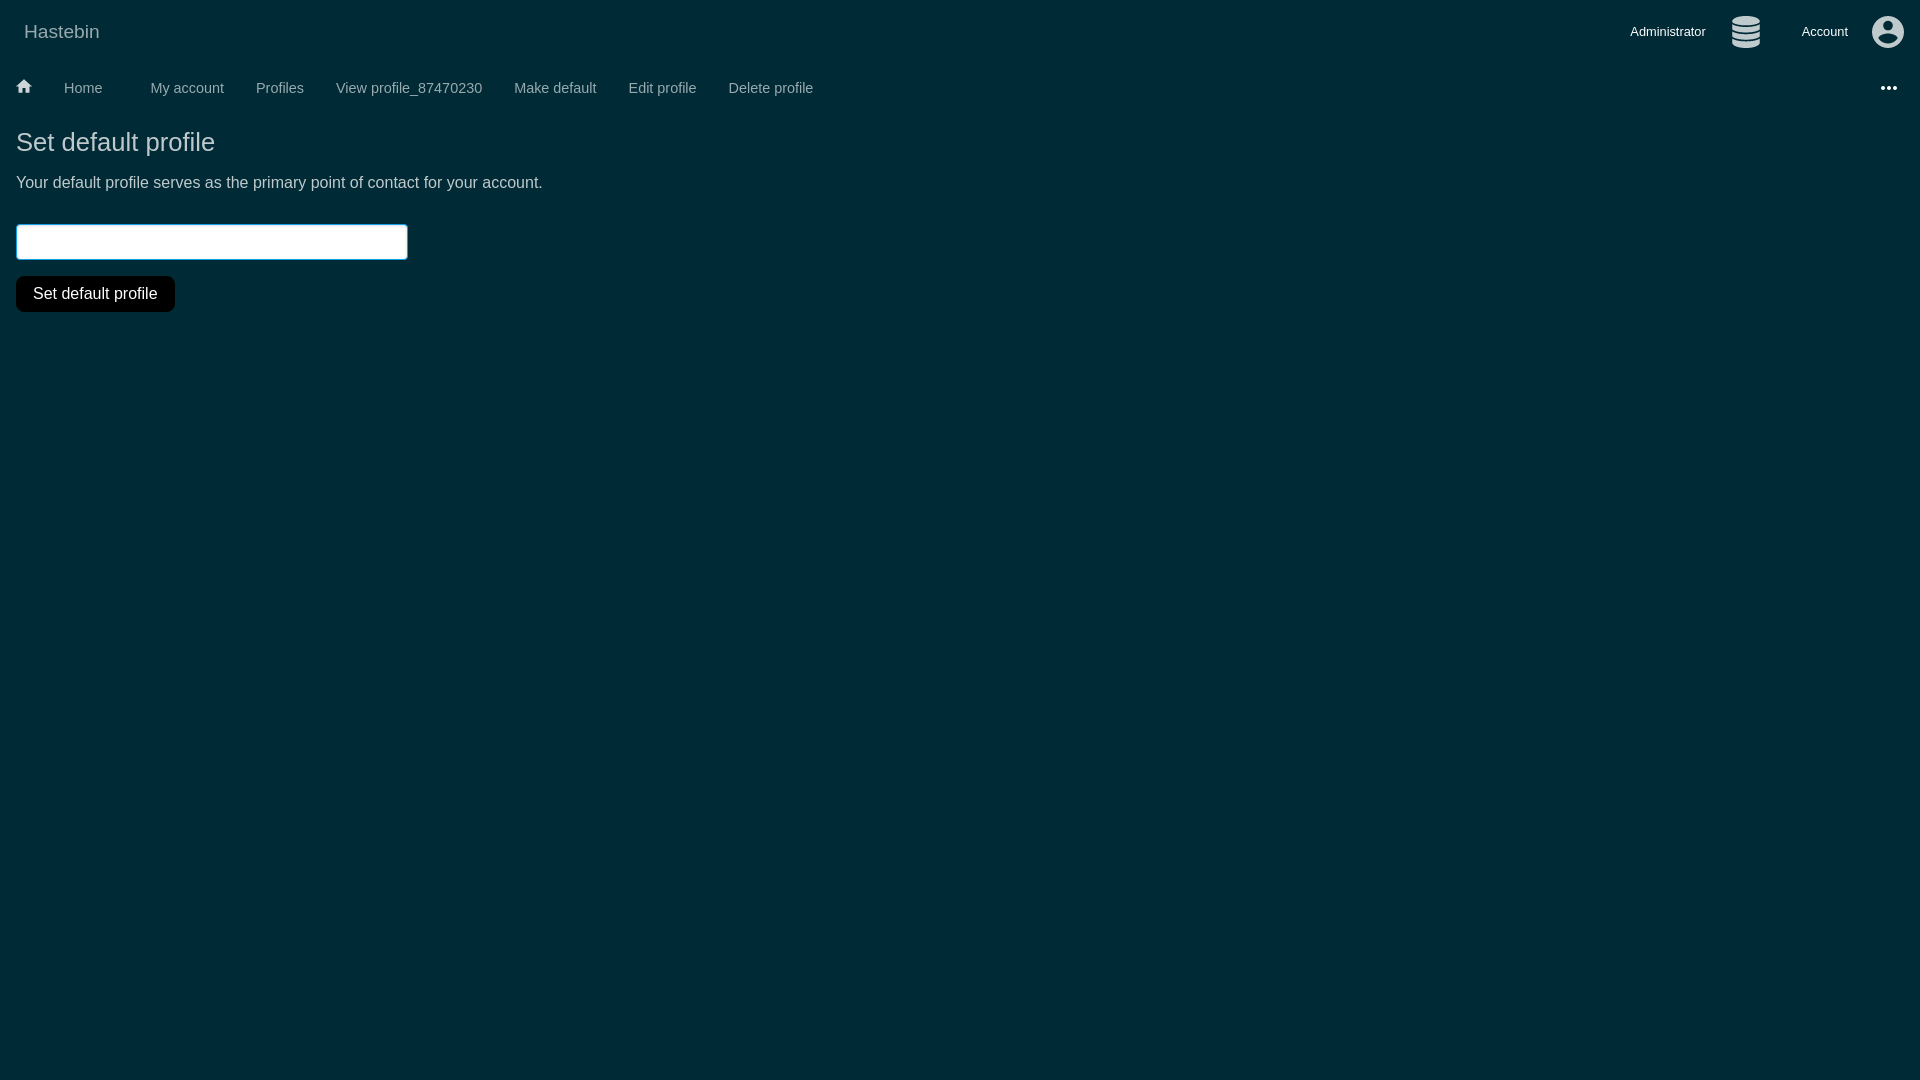 Hastebin
Administrator
Account
Home
My account
Profiles
View profile_87470230
Make default
Edit profile
Delete profile
Set default profile
Your default profile serves as the primary point of contact for your account.
Set default profile